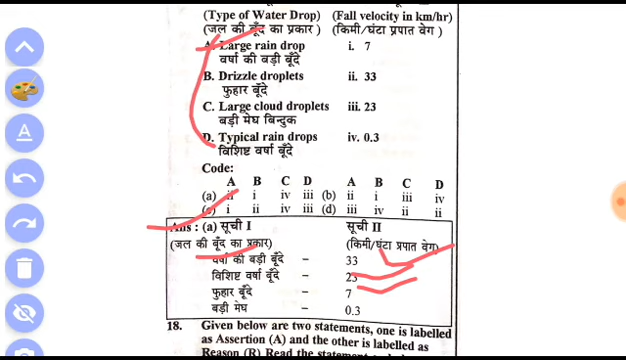 (Type of Water Drop) (Fall velocity in km/hr)
(जल की बूँद का प्रकार) (किमी/घंटा प्रपात वेग)
A. Large rain drop i. 7
वर्षा की बड़ी बूँदे
B. Drizzle droplets ii. 33
फुहार बूँदे
C. Large cloud droplets iii. 23
बड़ी मेघ बिन्दुक
D. Typical rain drops iv. 0.3
विशिष्ट वर्षा बूँदे
Code:
A B C D A B C D
(a) ii i iv iii (b) ii i iii iv
(c) i ii iv iii (d) iii iv ii ii
Ans : (a) सूची I सूची II
(जल की बूँद का प्रकार) (किमी/घंटा प्रपात वेग)
वर्षा की बड़ी बूँदे – 33
विशिष्ट वर्षा बूँदे – 23
फुहार बूँदे – 7
बड़ी मेघ – 0.3
18. Given below are two statements, one is labelled
as Assertion (A) and the other is labelled as
Reason (R) Read the
A